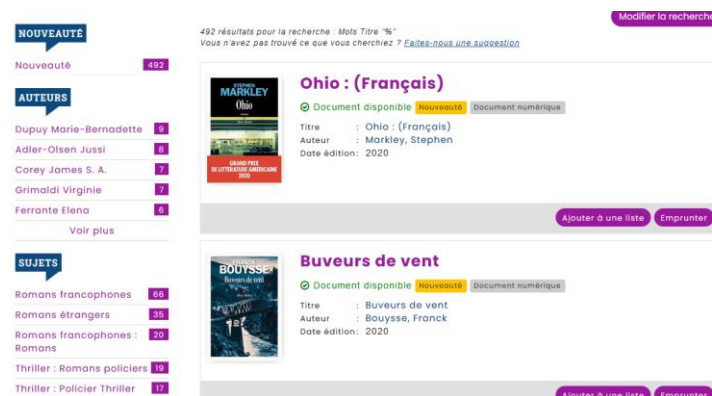 Modifier la recherche
492 résultats pour la recherche : Mots Titre "%"
Vous n'avez pas trouvé ce que vous cherchiez ? Faites-nous une suggestion
NOUVEAUTÉ
Nouveauté 492
AUTEURS
Dupuy Marie-Bernadette 9
Adler-Olsen Jussi 8
Corey James S. A. 7
Grimaldi Virginie 7
Ferrante Elena 6
Voir plus
SUJETS
Romans francophones 66
Romans étrangers 35
Romans francophones : 20
Romans
Thriller : Romans policiers 19
Thriller : Policier Thriller 17
STEPHEN
MARKLEY
Ohio
GRAND PRIX
DE LITTÉRATURE AMÉRICAINE
2020
Ohio : (Français)
Document disponible Nouveauté Document numérique
Titre : Ohio : (Français)
Auteur : Markley, Stephen
Date édition: 2020
Ajouter à une liste Emprunter
BOUYSSE
Buveurs de vent
Buveurs de vent
Document disponible Nouveauté Document numérique
Titre : Buveurs de vent
Auteur : Bouysse, Franck
Date édition: 2020
Ajouter à une liste Emprunter